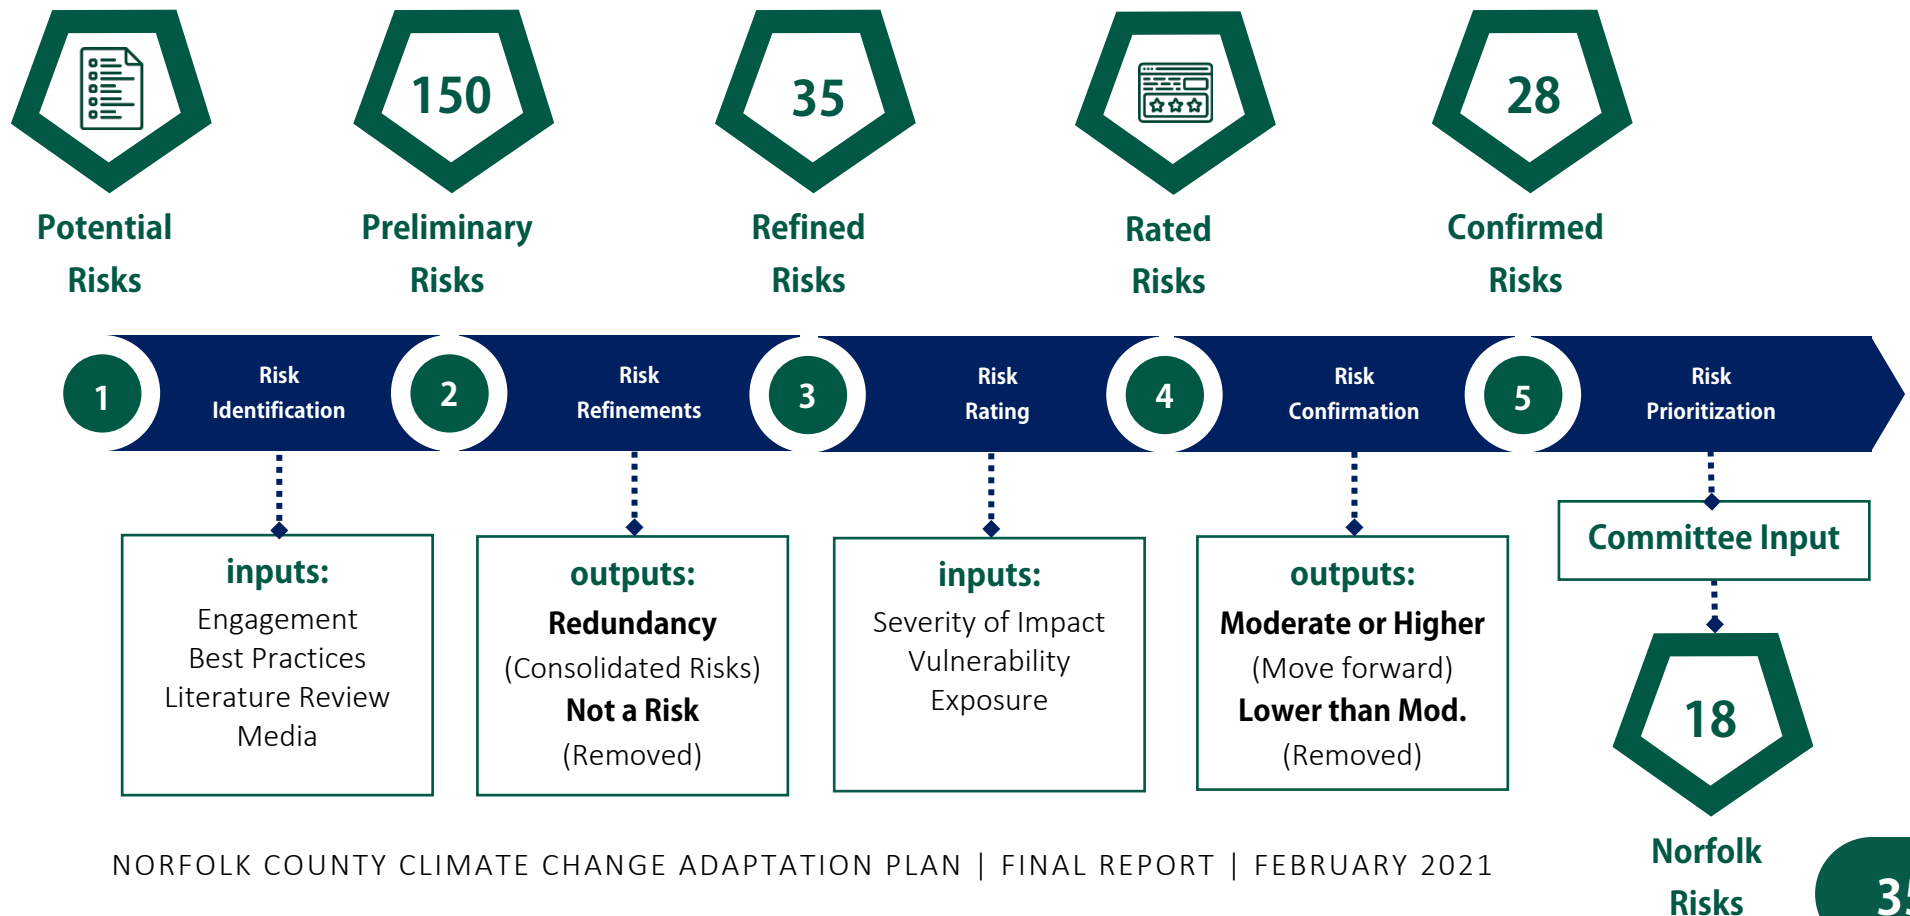 150
35
28
Potential
Risks
Preliminary
Risks
Refined
Risks
Rated
Risks
Confirmed
Risks
1
Risk
Identification
2
Risk
Refinements
3
Risk
Rating
4
Risk
Confirmation
5
Risk
Prioritization
inputs:
Engagement
Best Practices
Literature Review
Media
outputs:
Redundancy
(Consolidated Risks)
Not a Risk
(Removed)
inputs:
Severity of Impact
Vulnerability
Exposure
outputs:
Moderate or Higher
(Move forward)
Lower than Mod.
(Removed)
Committee Input
18
Norfolk
Risks
NORFOLK COUNTY CLIMATE CHANGE ADAPTATION PLAN | FINAL REPORT | FEBRUARY 2021